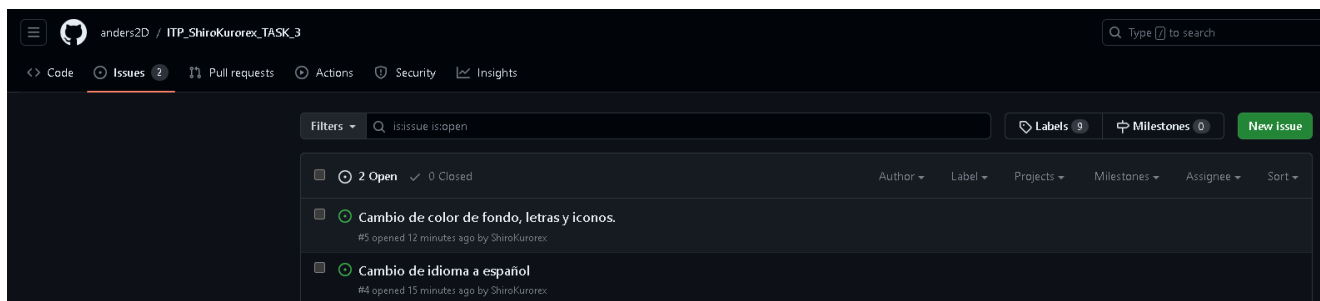 anders2D / ITP_ShiroKurorex_TASK_3
Type / to search
Code Issues 2 Pull requests Actions Security Insights
Filters is:issue is:open Labels 9 Milestones 0 New issue
2 Open 0 Closed Author Label Projects Milestones Assignee Sort
Cambio de color de fondo, letras y iconos.
#5 opened 12 minutes ago by ShiroKurorex
Cambio de idioma a español
#4 opened 15 minutes ago by ShiroKurorex